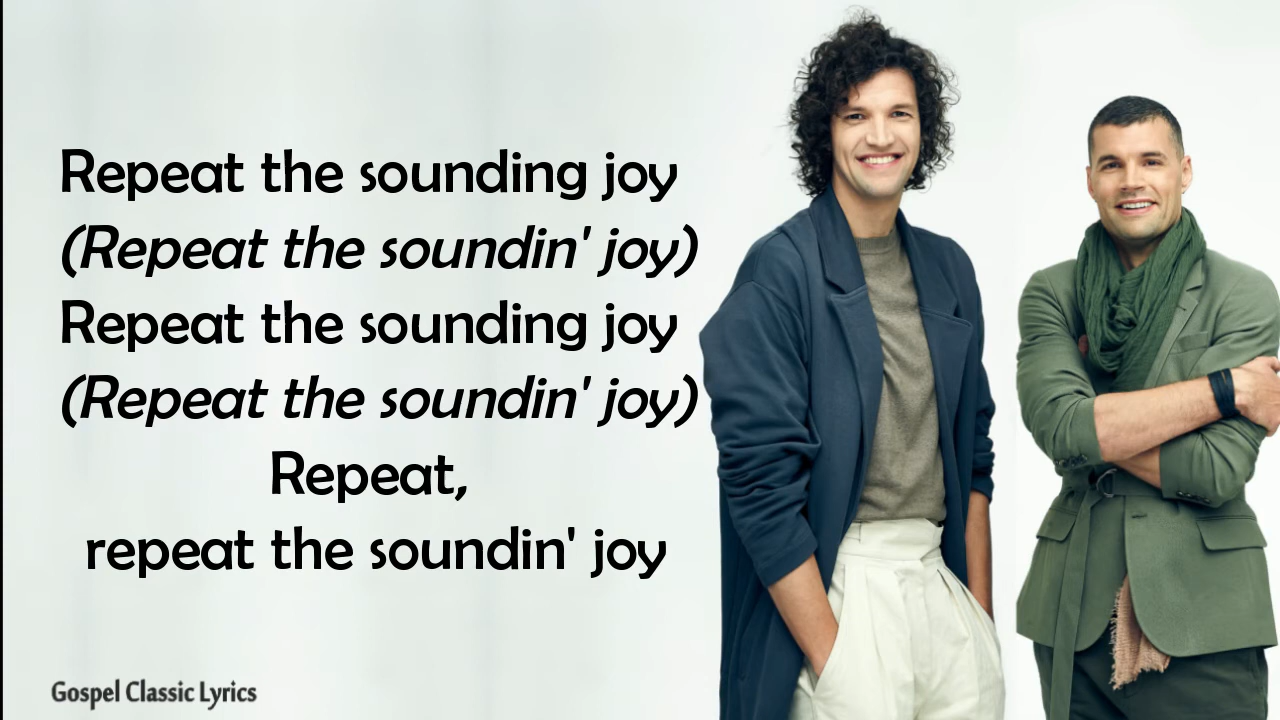 Repeat the sounding joy
(Repeat the soundin' joy)
Repeat the sounding joy
(Repeat the soundin' joy)
Repeat,
repeat the soundin' joy
Gospel Classic Lyrics